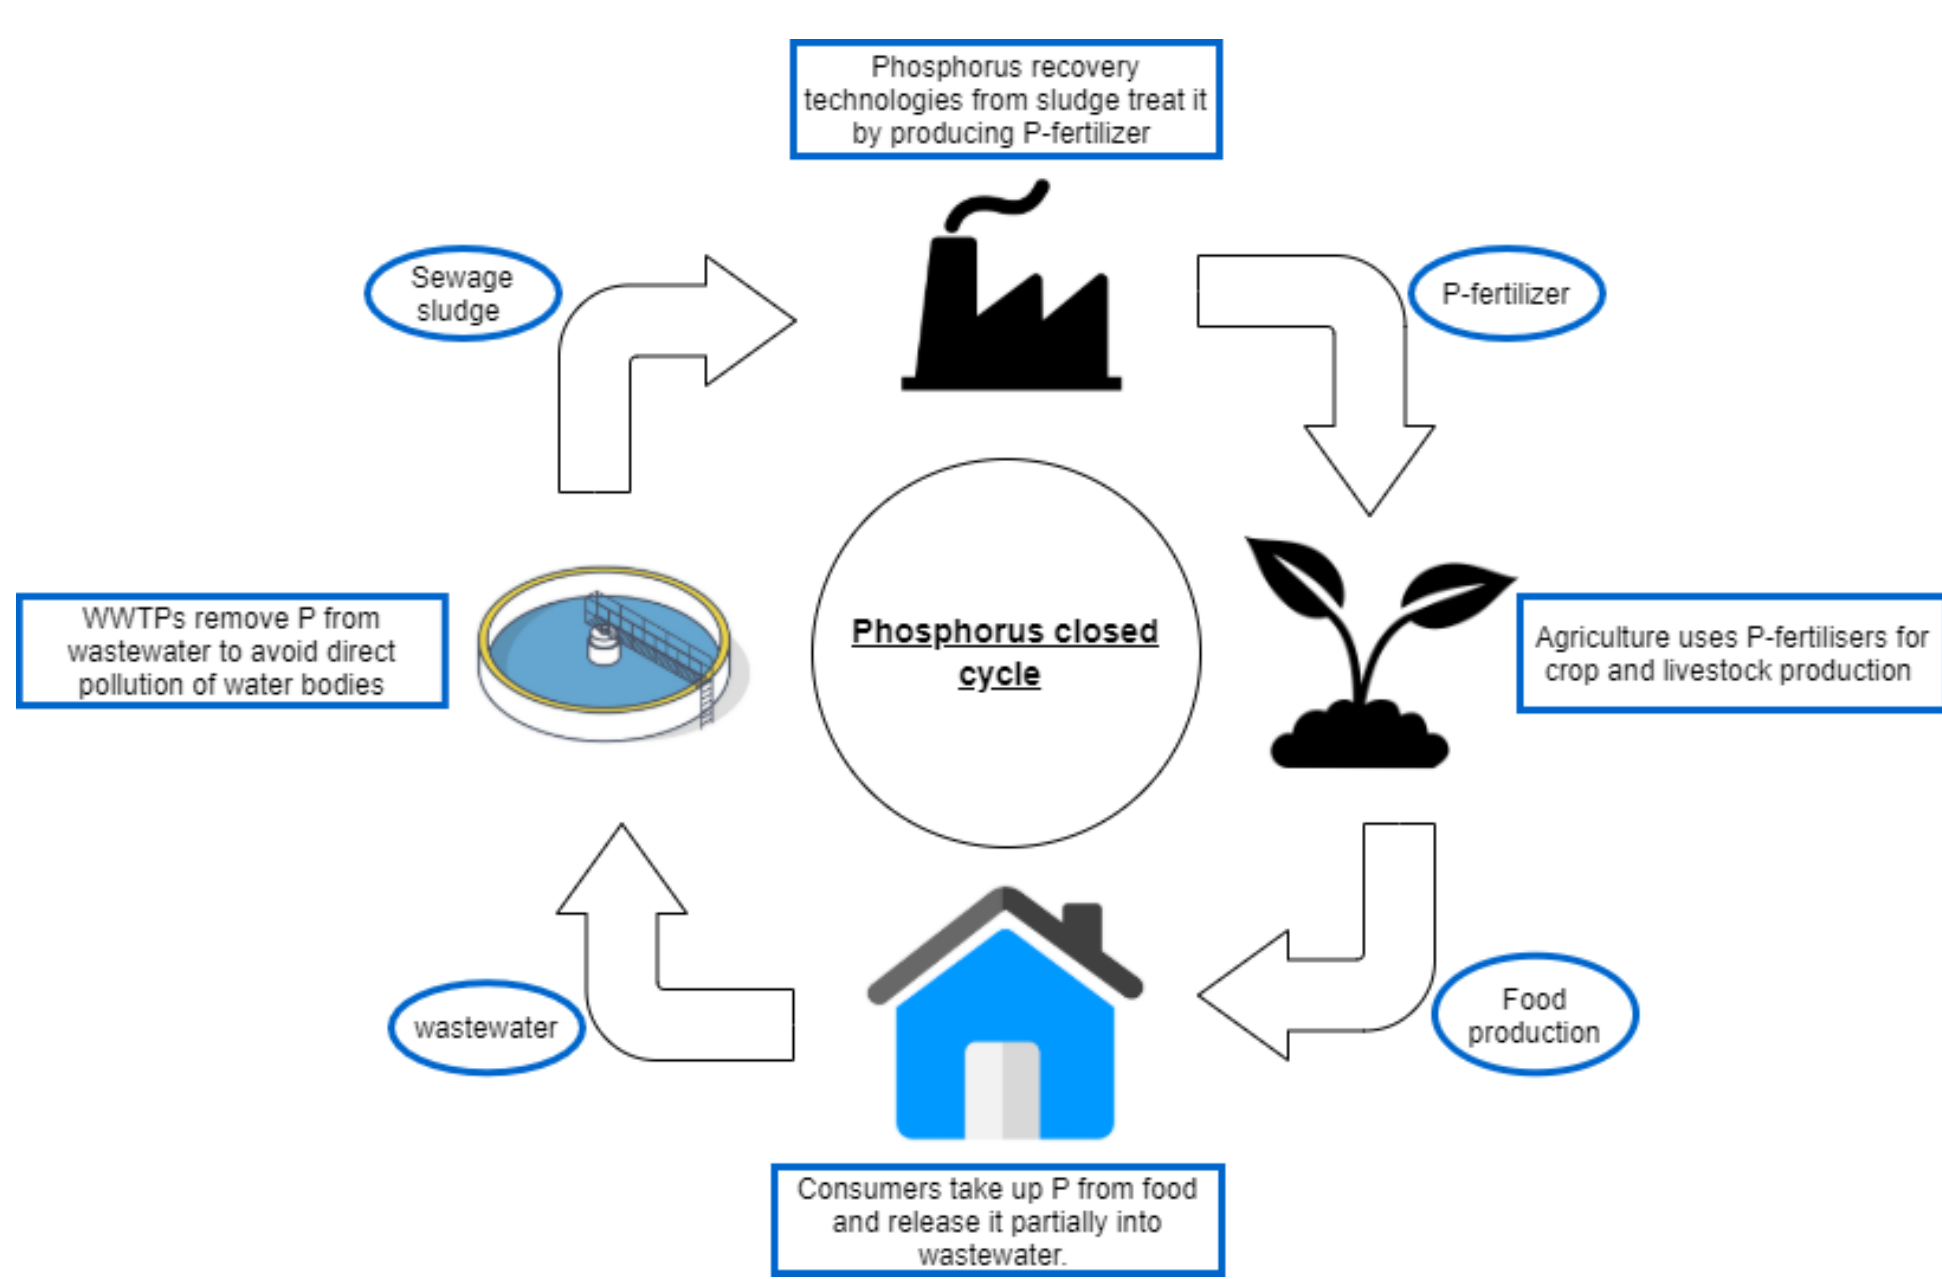 Phosphorus recovery
technologies from sludge treat it
by producing P-fertilizer
Sewage
sludge
P-fertilizer
WWTPs remove P from
wastewater to avoid direct
pollution of water bodies
Phosphorus closed
cycle
Agriculture uses P-fertilisers for
crop and livestock production
wastewater
Food
production
Consumers take up P from food
and release it partially into
wastewater.